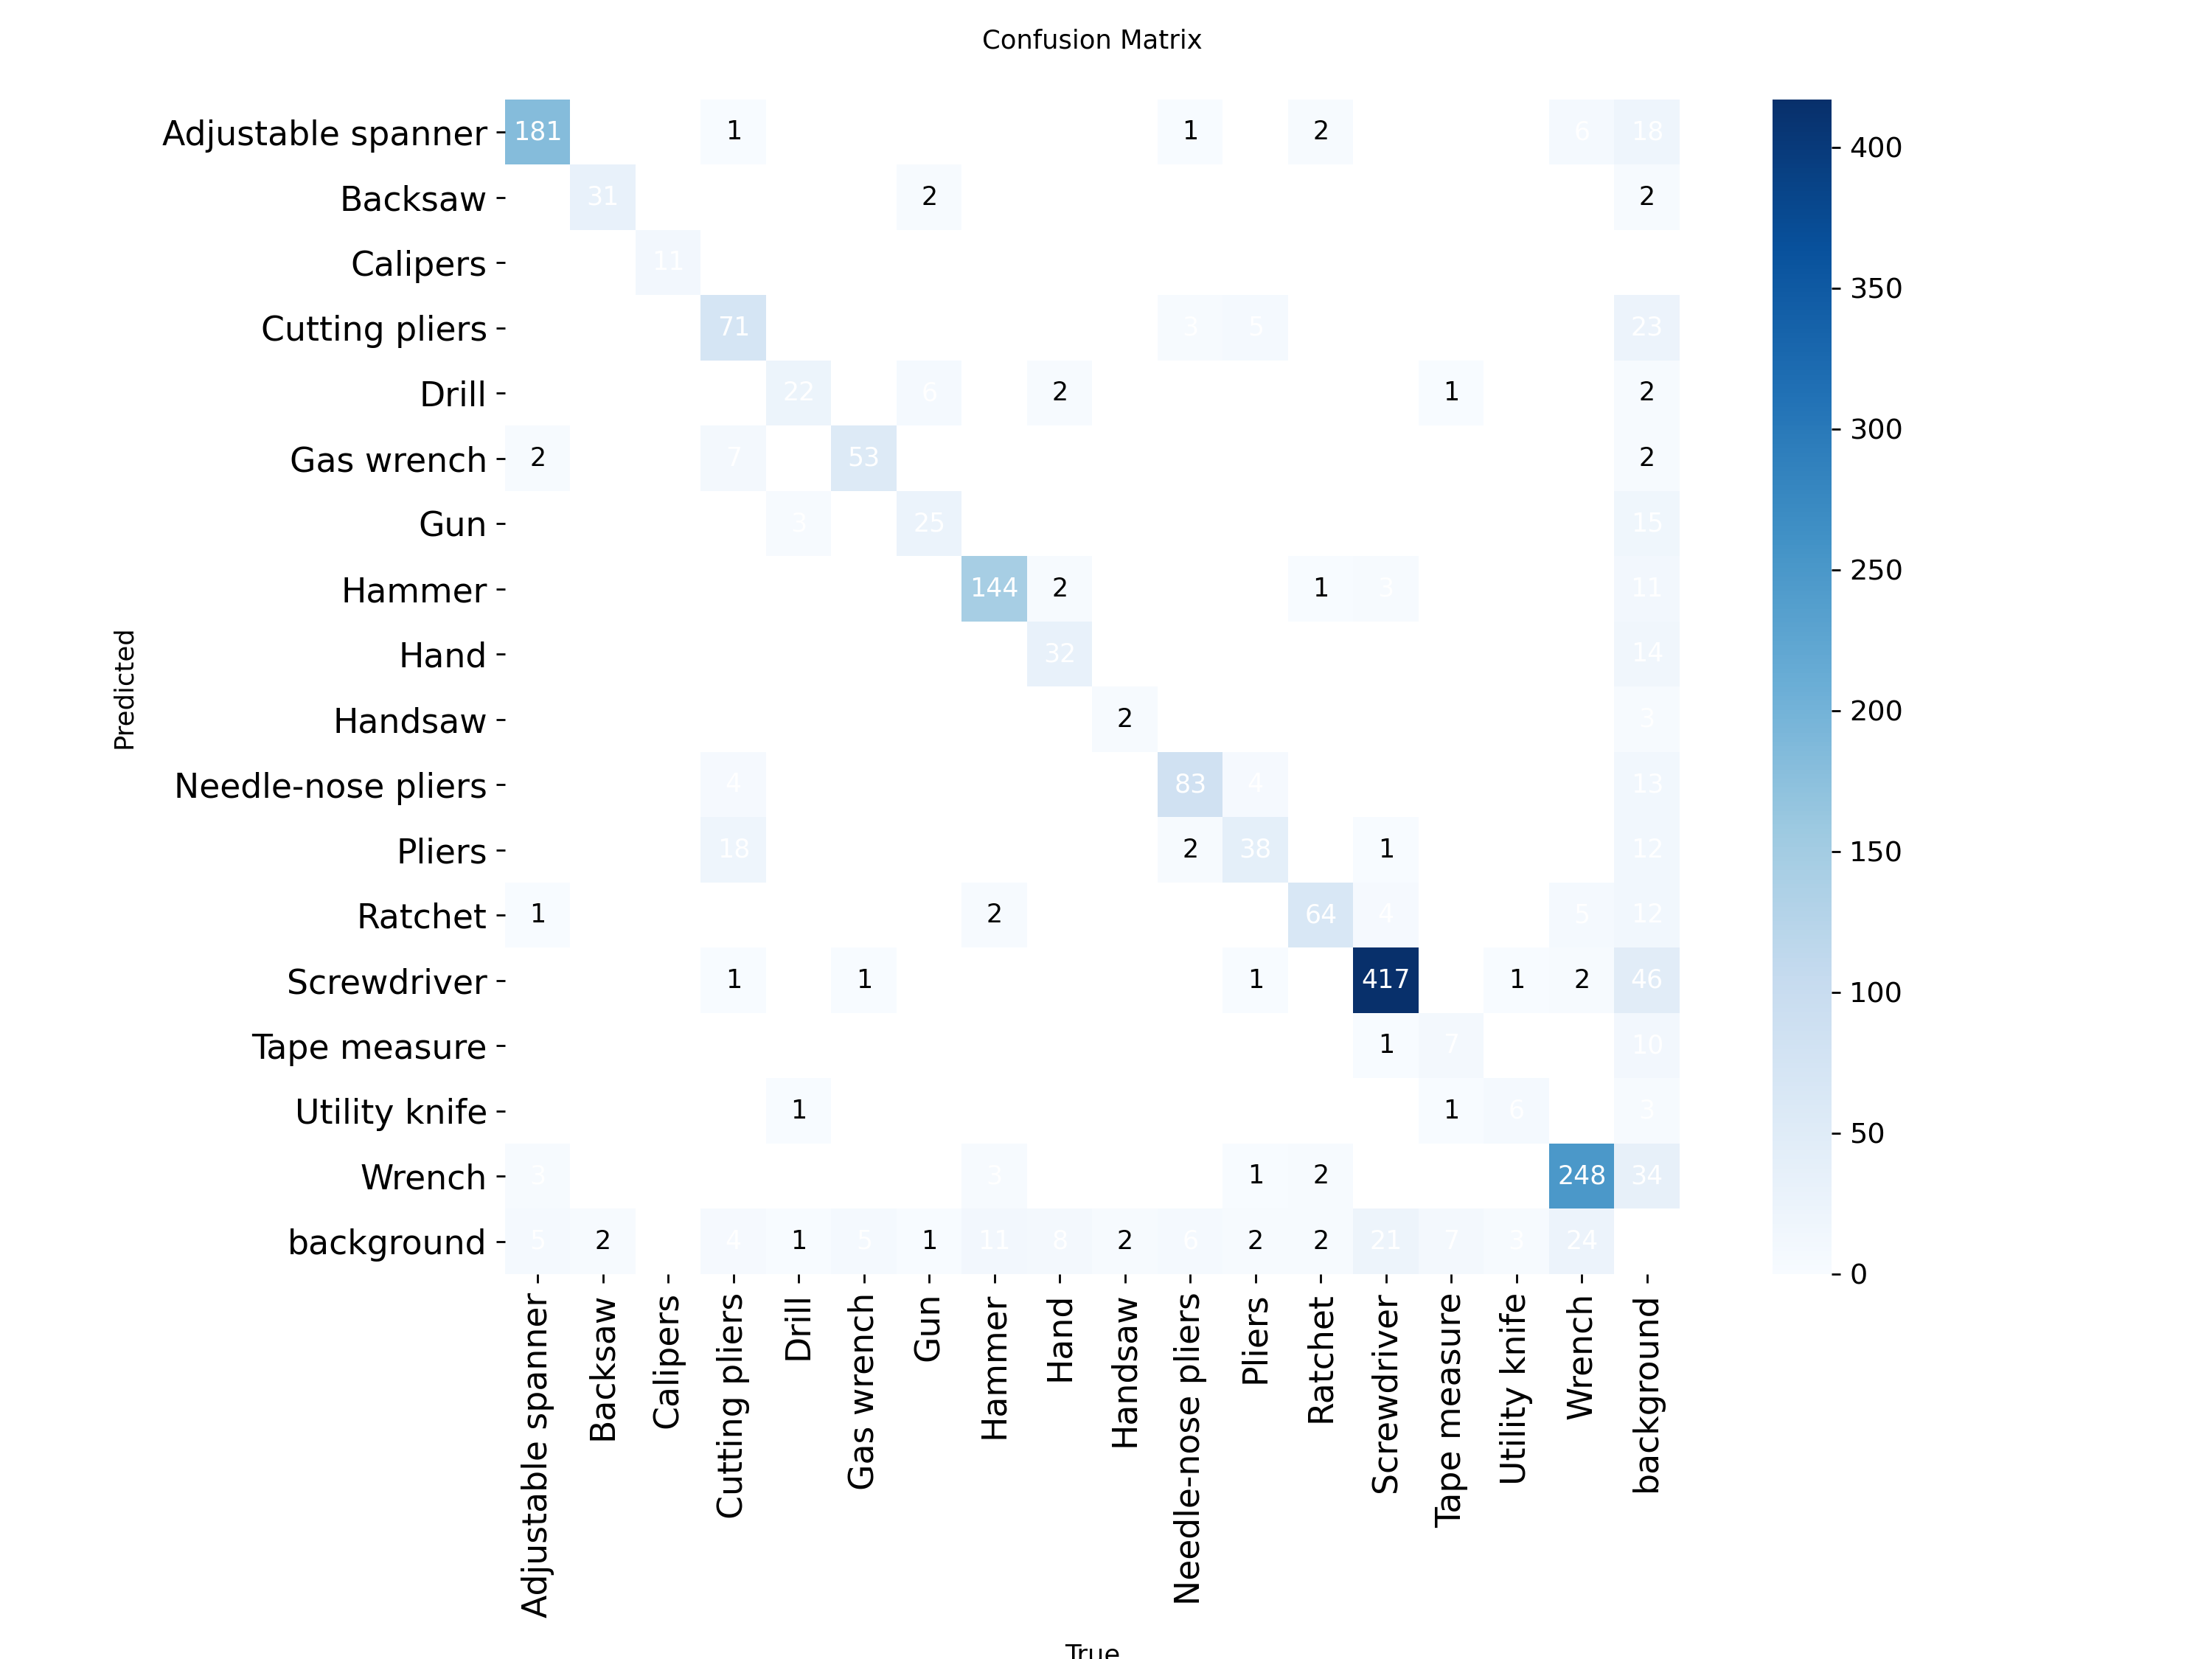 Confusion Matrix
Adjustable spanner 181 1 1 2 6 18 400
Backsaw 31 2 2
Calipers 11 350
Cutting pliers 71 3 5 23
Drill 22 6 2 1 2 300
Gas wrench 2 7 53 2
Gun 3 25 15 250
Hammer 144 2 1 3 11
Predicted
Hand 32 14
Handsaw 2 3 200
Needle-nose pliers 4 83 4 13
Pliers 18 2 38 1 12 150
Ratchet 1 2 64 4 5 12
Screwdriver 1 1 1 417 1 2 46 100
Tape measure 1 7 10
Utility knife 1 1 6 3 50
Wrench 3 3 1 2 248 34
background 5 2 4 1 5 1 11 8 2 6 2 2 21 7 3 24 0
Adjustable spanner
Backsaw
Calipers
Cutting pliers
Drill
Gas wrench
Gun
Hammer
Hand
Handsaw
Needle-nose pliers
Pliers
Ratchet
Screwdriver
Tape measure
Utility knife
Wrench
background
True